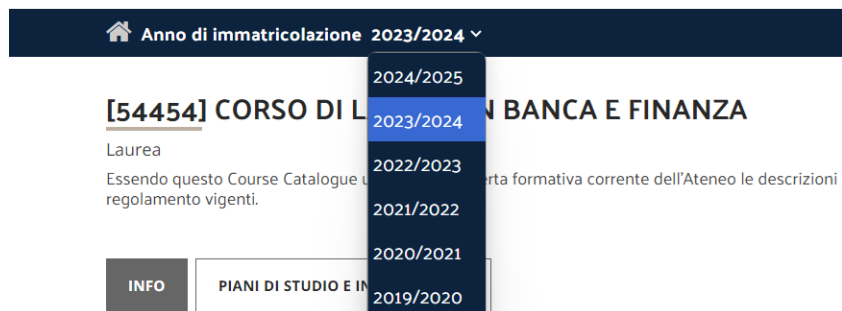 Anno di immatricolazione 2023/2024
2024/2025
[54454] CORSO DI L N BANCA E FINANZA
2023/2024
Laurea
2022/2023
Essendo questo Course Catalogue erta formativa corrente dell'Ateneo le descrizioni
regolamento vigenti.
2021/2022
2020/2021
INFO PIANI DI STUDIO E IN
2019/2020